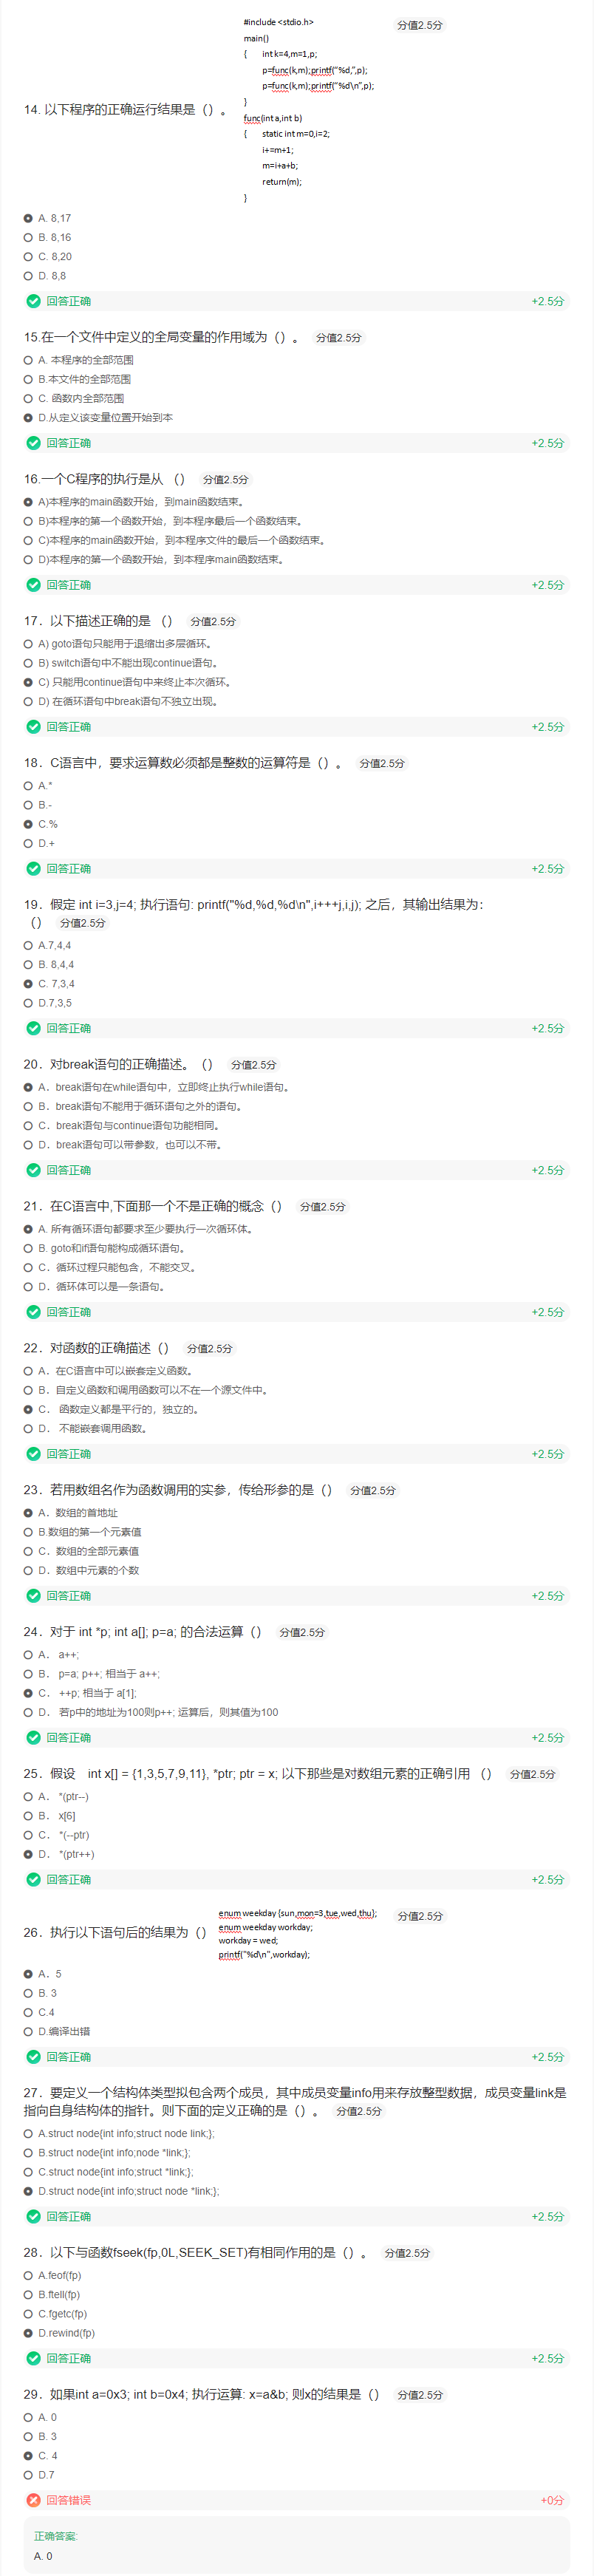 14. 以下程序的正确运行结果是（）。
#include <stdio.h>
main()
{ int k=4,m=1,p;
p=func(k,m);printf("%d,",p);
p=func(k,m);printf("%d\n",p);
}
func(int a,int b)
{ static int m=0,i=2;
i+=m+1;
m=i+a+b;
return(m);
}
分值2.5分
A. 8,17
B. 8,16
C. 8,20
D. 8,8
回答正确 +2.5分
15.在一个文件中定义的全局变量的作用域为（）。 分值2.5分
A. 本程序的全部范围
B.本文件的全部范围
C. 函数内全部范围
D.从定义该变量位置开始到本
回答正确 +2.5分
16.一个C程序的执行是从 （） 分值2.5分
A)本程序的main函数开始，到main函数结束。
B)本程序的第一个函数开始，到本程序最后一个函数结束。
C)本程序的main函数开始，到本程序文件的最后一个函数结束。
D)本程序的第一个函数开始，到本程序main函数结束。
回答正确 +2.5分
17．以下描述正确的是 （） 分值2.5分
A) goto语句只能用于退缩出多层循环。
B) switch语句中不能出现continue语句。
C) 只能用continue语句中来终止本次循环。
D) 在循环语句中break语句不独立出现。
回答正确 +2.5分
18．C语言中，要求运算数必须都是整数的运算符是（）。 分值2.5分
A.*
B.-
C.%
D.+
回答正确 +2.5分
19．假定 int i=3,j=4; 执行语句: printf("%d,%d,%d\n",i+++j,i,j); 之后，其输出结果为：
（） 分值2.5分
A.7,4,4
B. 8,4,4
C. 7,3,4
D.7,3,5
回答正确 +2.5分
20．对break语句的正确描述。（） 分值2.5分
A．break语句在while语句中，立即终止执行while语句。
B．break语句不能用于循环语句之外的语句。
C．break语句与continue语句功能相同。
D．break语句可以带参数，也可以不带。
回答正确 +2.5分
21．在C语言中,下面那一个不是正确的概念（） 分值2.5分
A. 所有循环语句都要求至少要执行一次循环体。
B. goto和if语句能构成循环语句。
C．循环过程只能包含，不能交叉。
D．循环体可以是一条语句。
回答正确 +2.5分
22．对函数的正确描述（） 分值2.5分
A．在C语言中可以嵌套定义函数。
B．自定义函数和调用函数可以不在一个源文件中。
C． 函数定义都是平行的，独立的。
D． 不能嵌套调用函数。
回答正确 +2.5分
23．若用数组名作为函数调用的实参，传给形参的是（） 分值2.5分
A．数组的首地址
B.数组的第一个元素值
C．数组的全部元素值
D．数组中元素的个数
回答正确 +2.5分
24．对于 int *p; int a[]; p=a; 的合法运算（） 分值2.5分
A． a++;
B． p=a; p++; 相当于 a++;
C． ++p; 相当于 a[1];
D． 若p中的地址为100则p++; 运算后，则其值为100
回答正确 +2.5分
25．假设 int x[] = {1,3,5,7,9,11}, *ptr; ptr = x; 以下那些是对数组元素的正确引用 （） 分值2.5分
A． *(ptr--)
B． x[6]
C． *(--ptr)
D． *(ptr++)
回答正确 +2.5分
26．执行以下语句后的结果为（）
enum weekday {sun,mon=3,tue,wed,thu};
enum weekday workday;
workday = wed;
printf("%d\n",workday);
分值2.5分
A．5
B. 3
C.4
D.编译出错
回答正确 +2.5分
27．要定义一个结构体类型拟包含两个成员，其中成员变量info用来存放整型数据，成员变量link是
指向自身结构体的指针。则下面的定义正确的是（）。 分值2.5分
A.struct node{int info;struct node link;};
B.struct node{int info;node *link;};
C.struct node{int info;struct *link;};
D.struct node{int info;struct node *link;};
回答正确 +2.5分
28．以下与函数fseek(fp,0L,SEEK_SET)有相同作用的是（）。 分值2.5分
A.feof(fp)
B.ftell(fp)
C.fgetc(fp)
D.rewind(fp)
回答正确 +2.5分
29．如果int a=0x3; int b=0x4; 执行运算: x=a&b; 则x的结果是（） 分值2.5分
A. 0
B. 3
C. 4
D.7
回答错误 +0分
正确答案:
A. 0